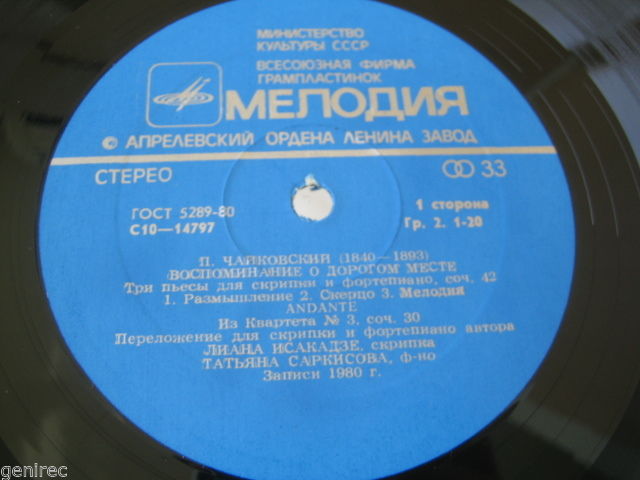 МИНИСТЕРСТВО
КУЛЬТУРЫ СССР
ВСЕСОЮЗНАЯ ФИРМА
ГРАМПЛАСТИНОК
МЕЛОДИЯ
© АПРЕЛЕВСКИЙ ОРДЕНА ЛЕНИНА ЗАВОД
СТЕРЕО
33
ГОСТ 5289-80
С10—14797
1 сторона
Гр. 2. 1-20
П. ЧАЙКОВСКИЙ (1840—1893)
ВОСПОМИНАНИЕ О ДОРОГОМ МЕСТЕ
Три пьесы для скрипки и фортепиано, соч. 42
1. Размышление 2. Скерцо 3. Мелодия
ANDANTE
Из Квартета № 3, соч. 30
Переложение для скрипки и фортепиано автора
ЛИАНА ИСАКАДЗЕ, скрипка
ТАТЬЯНА САРКИСОВА, ф-но
Записи 1980 г.
genirec